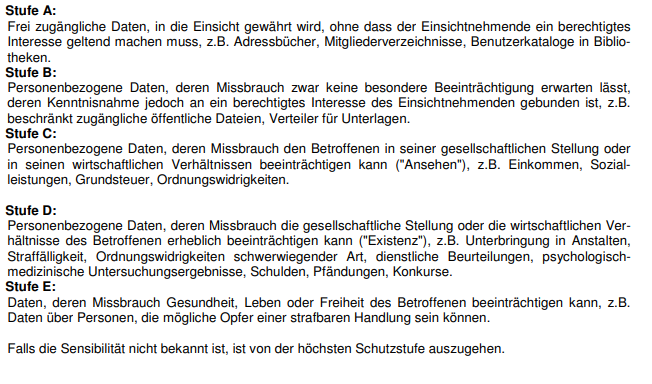 Stufe A:
Frei zugängliche Daten, in die Einsicht gewährt wird, ohne dass der Einsichtnehmende ein berechtigtes
Interesse geltend machen muss, z.B. Adressbücher, Mitgliederverzeichnisse, Benutzerkataloge in Biblio-
theken.
Stufe B:
Personenbezogene Daten, deren Missbrauch zwar keine besondere Beeinträchtigung erwarten lässt,
deren Kenntnisnahme jedoch an ein berechtigtes Interesse des Einsichtnehmenden gebunden ist, z.B.
beschränkt zugängliche öffentliche Dateien, Verteiler für Unterlagen.
Stufe C:
Personenbezogene Daten, deren Missbrauch den Betroffenen in seiner gesellschaftlichen Stellung oder
in seinen wirtschaftlichen Verhältnissen beeinträchtigen kann ("Ansehen"), z.B. Einkommen, Sozial-
leistungen, Grundsteuer, Ordnungswidrigkeiten.
Stufe D:
Personenbezogene Daten, deren Missbrauch die gesellschaftliche Stellung oder die wirtschaftlichen Ver-
hältnisse des Betroffenen erheblich beeinträchtigen kann ("Existenz"), z.B. Unterbringung in Anstalten,
Straffälligkeit, Ordnungswidrigkeiten schwerwiegender Art, dienstliche Beurteilungen, psychologisch-
medizinische Untersuchungsergebnisse, Schulden, Pfändungen, Konkurse.
Stufe E:
Daten, deren Missbrauch Gesundheit, Leben oder Freiheit des Betroffenen beeinträchtigen kann, z.B.
Daten über Personen, die mögliche Opfer einer strafbaren Handlung sein können.
Falls die Sensibilität nicht bekannt ist, ist von der höchsten Schutzstufe auszugehen.